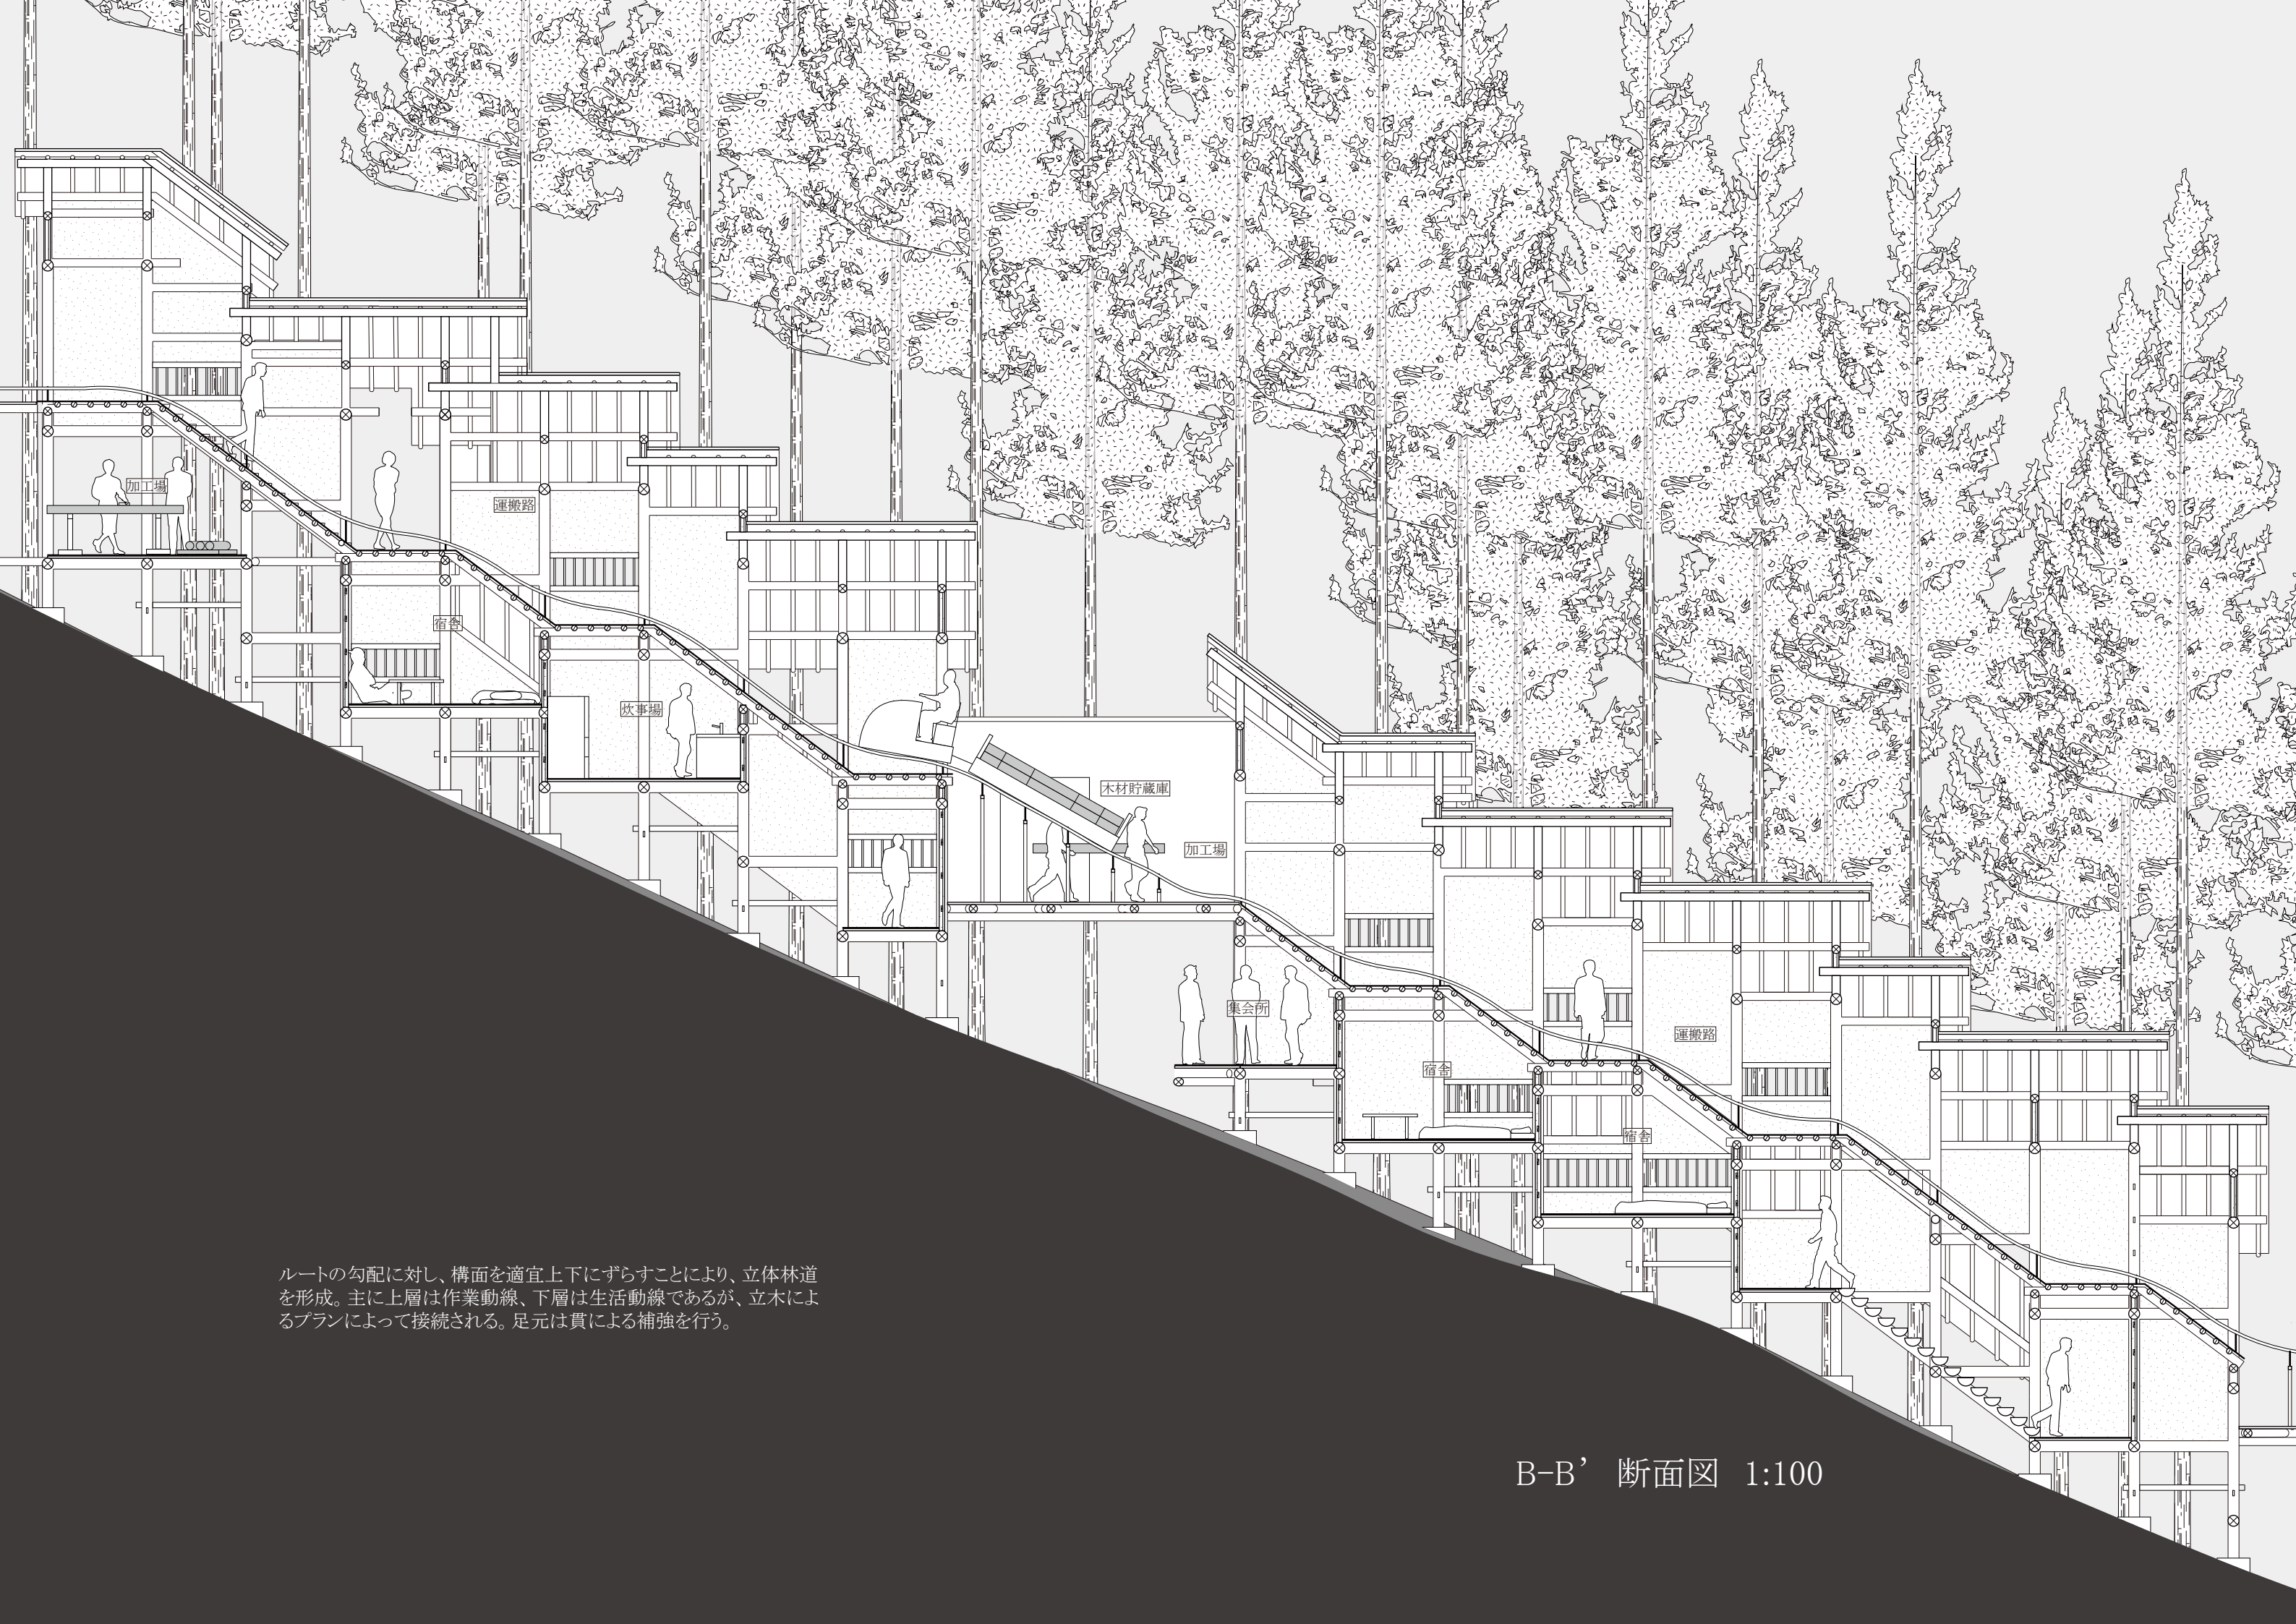 加工場
運搬路
宿舎
炊事場
木材貯蔵庫
加工場
集会所
運搬路
宿舎
宿舎
ルートの勾配に対し、構面を適宜上下にずらすことにより、立体林道
を形成。主に上層は作業動線、下層は生活動線であるが、立木によ
るプランによって接続される。足元は貫による補強を行う。
B-B’ 断面図 1:100